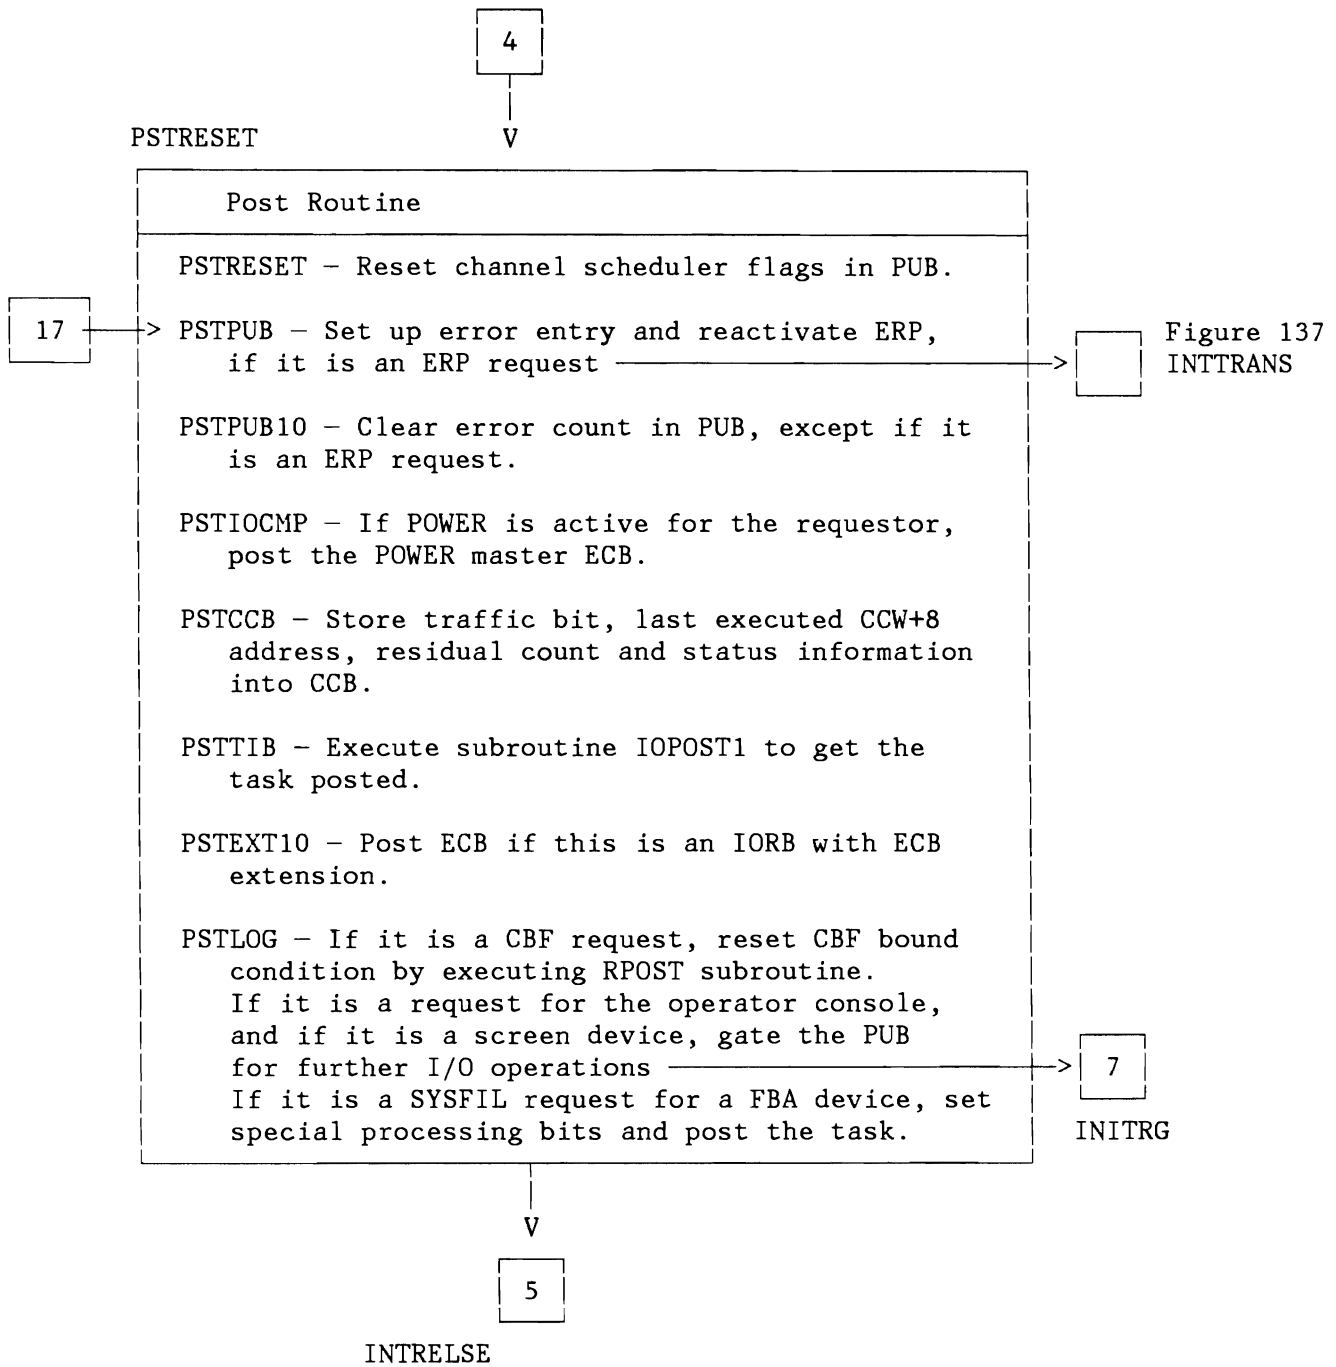 4
PSTRESET
V
Post Routine
PSTRESET — Reset channel scheduler flags in PUB.
17 > PSTPUB — Set up error entry and reactivate ERP,
if it is an ERP request >
Figure 137
INTTRANS
PSTPUB10 — Clear error count in PUB, except if it
is an ERP request.
PSTIOCMP — If POWER is active for the requestor,
post the POWER master ECB.
PSTCCB — Store traffic bit, last executed CCW+8
address, residual count and status information
into CCB.
PSTTIB — Execute subroutine IOPOST1 to get the
task posted.
PSTEXT10 — Post ECB if this is an IORB with ECB
extension.
PSTLOG — If it is a CBF request, reset CBF bound
condition by executing RPOST subroutine.
If it is a request for the operator console,
and if it is a screen device, gate the PUB
for further I/O operations > 7
If it is a SYSFIL request for a FBA device, set
special processing bits and post the task.
INITRG
V
5
INTRELSE